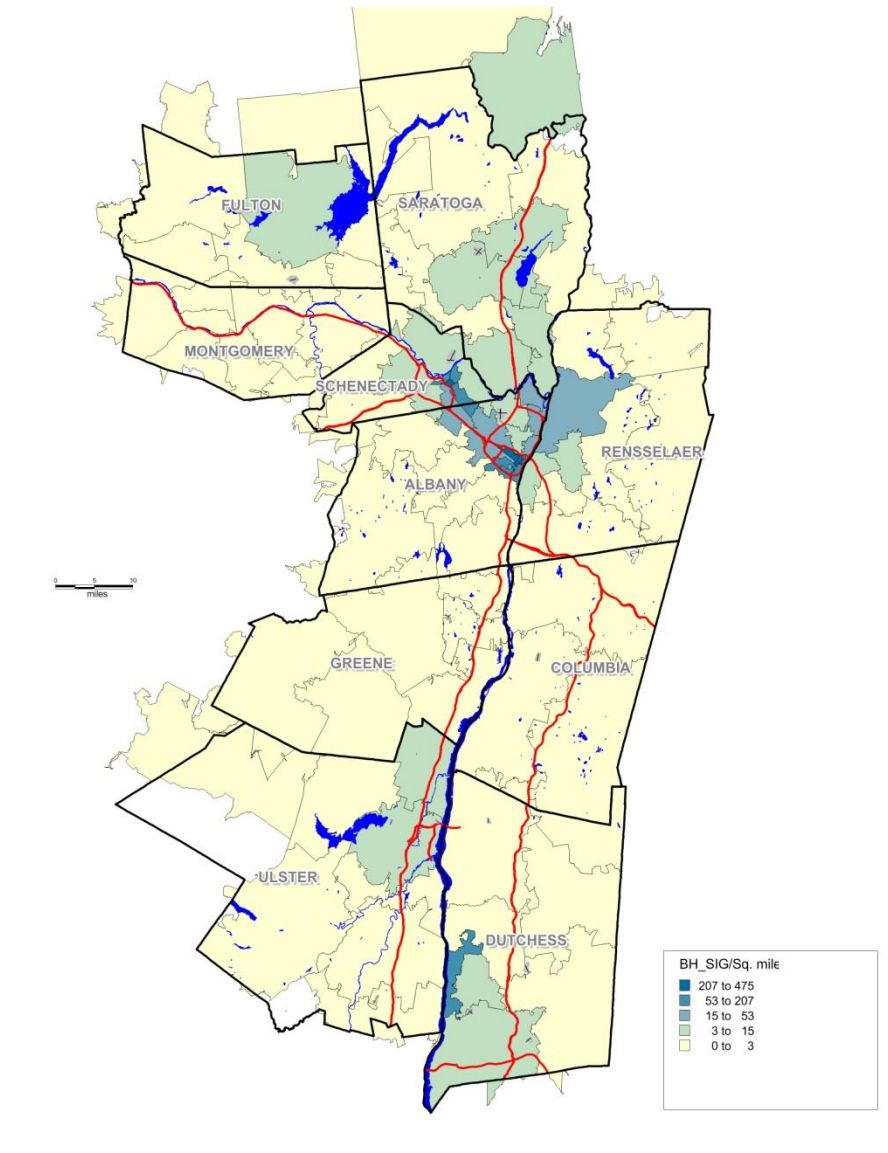 FULTON
SARATOGA
MONTGOMERY
SCHENECTADY
RENSSELAER
ALBANY
0 5 10
miles
GREENE
COLUMBIA
ULSTER
DUTCHESS
BH_SIG/Sq. mile
207 to 475
53 to 207
15 to 53
3 to 15
0 to 3